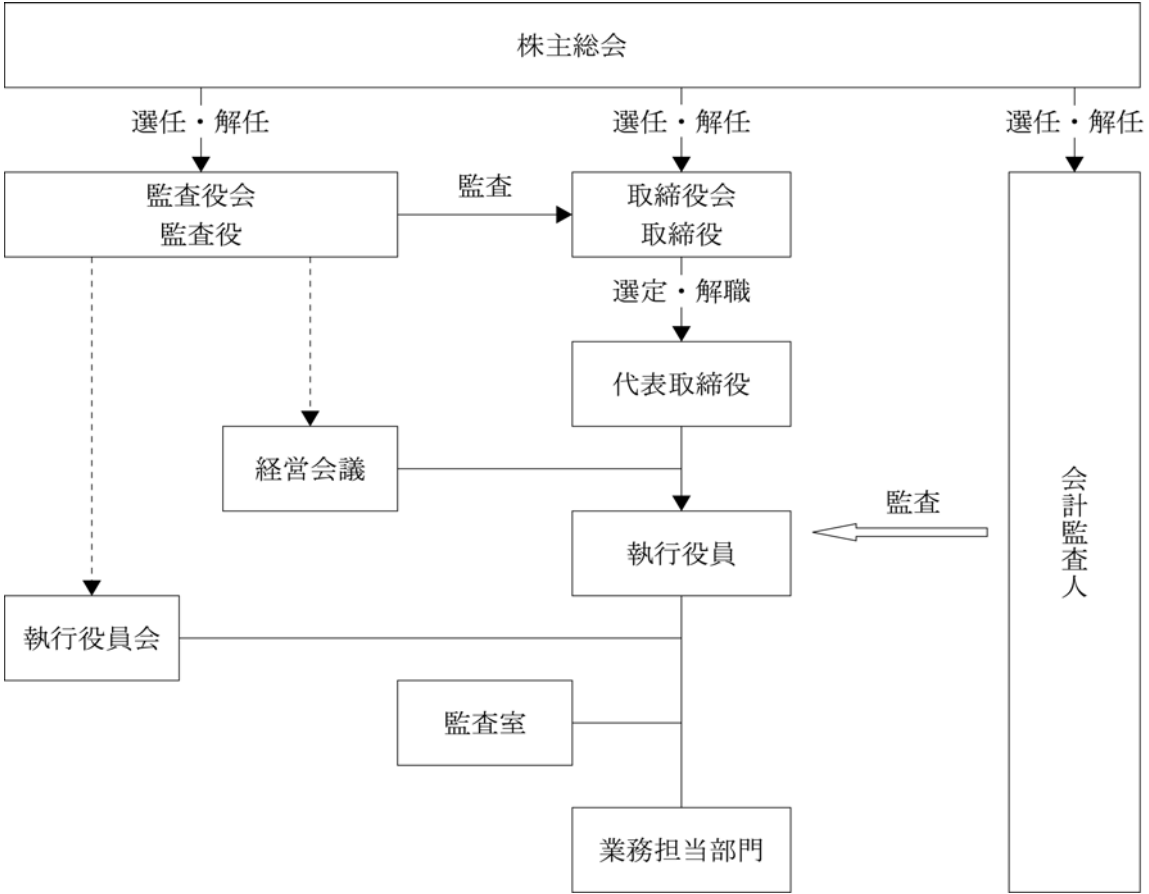 株主総会
選任・解任
選任・解任
選任・解任
監査役会
監査役
監査
取締役会
取締役
選定・解職
代表取締役
経営会議
執行役員
監査
会計監査人
執行役員会
監査室
業務担当部門